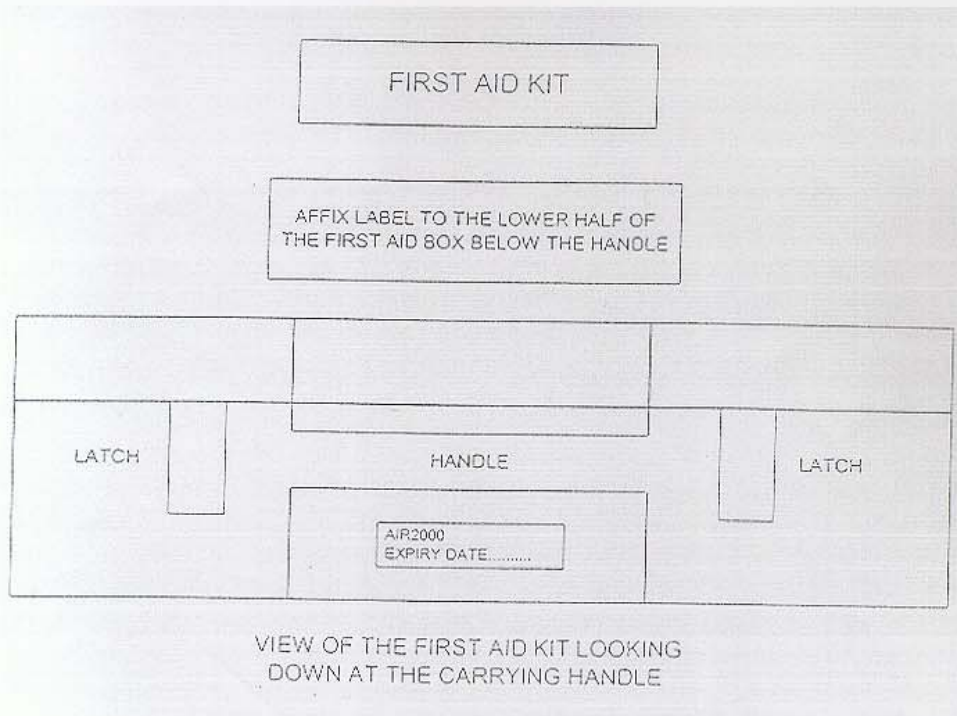 FIRST AID KIT
AFFIX LABEL TO THE LOWER HALF OF
THE FIRST AID BOX BELOW THE HANDLE
LATCH
HANDLE
LATCH
AIR2000
EXPIRY DATE..........
VIEW OF THE FIRST AID KIT LOOKING
DOWN AT THE CARRYING HANDLE